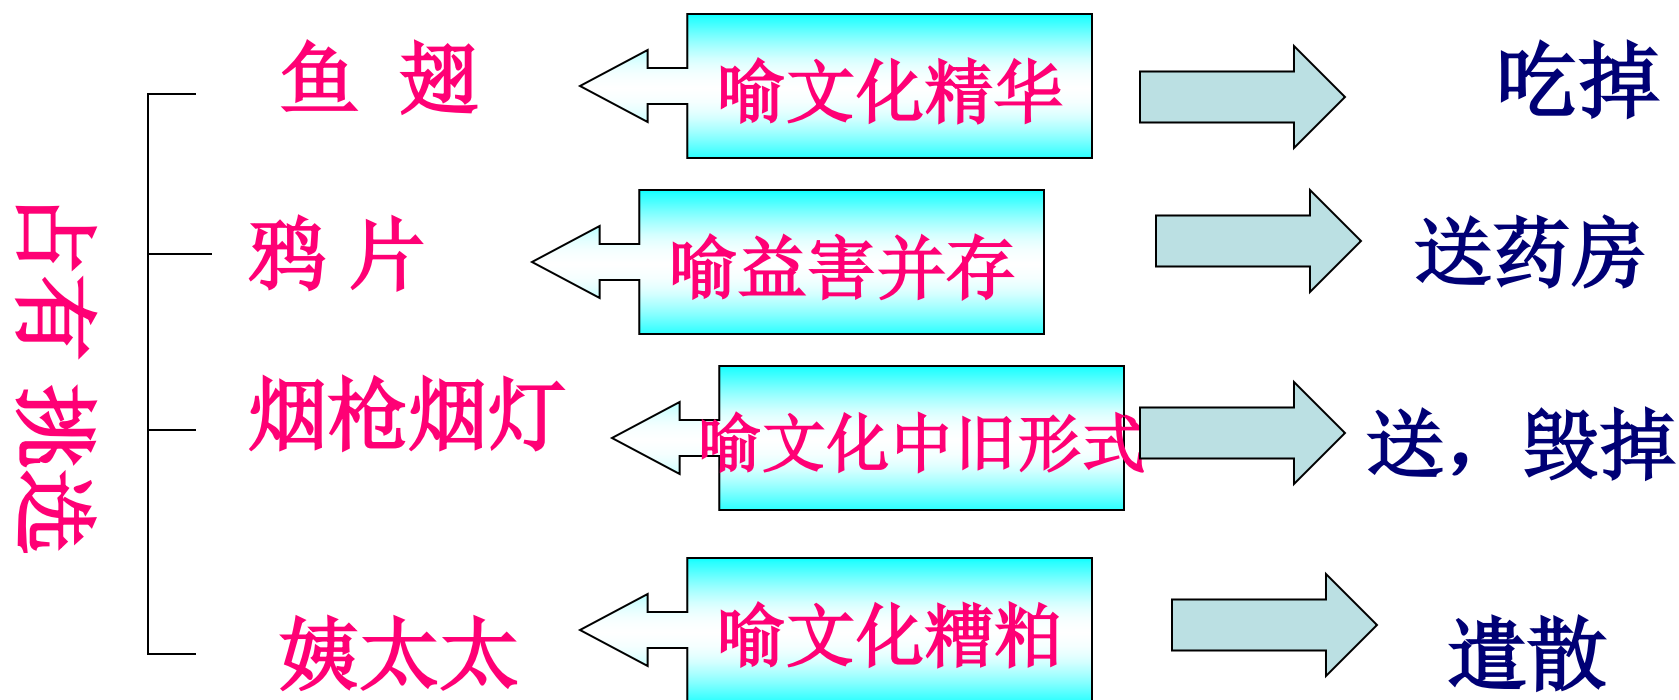 占有 挑选
鱼 翅
喻文化精华
吃掉
鸦 片
喻益害并存
送药房
烟枪烟灯
喻文化中旧形式
送，毁掉
姨太太
喻文化糟粕
遣散